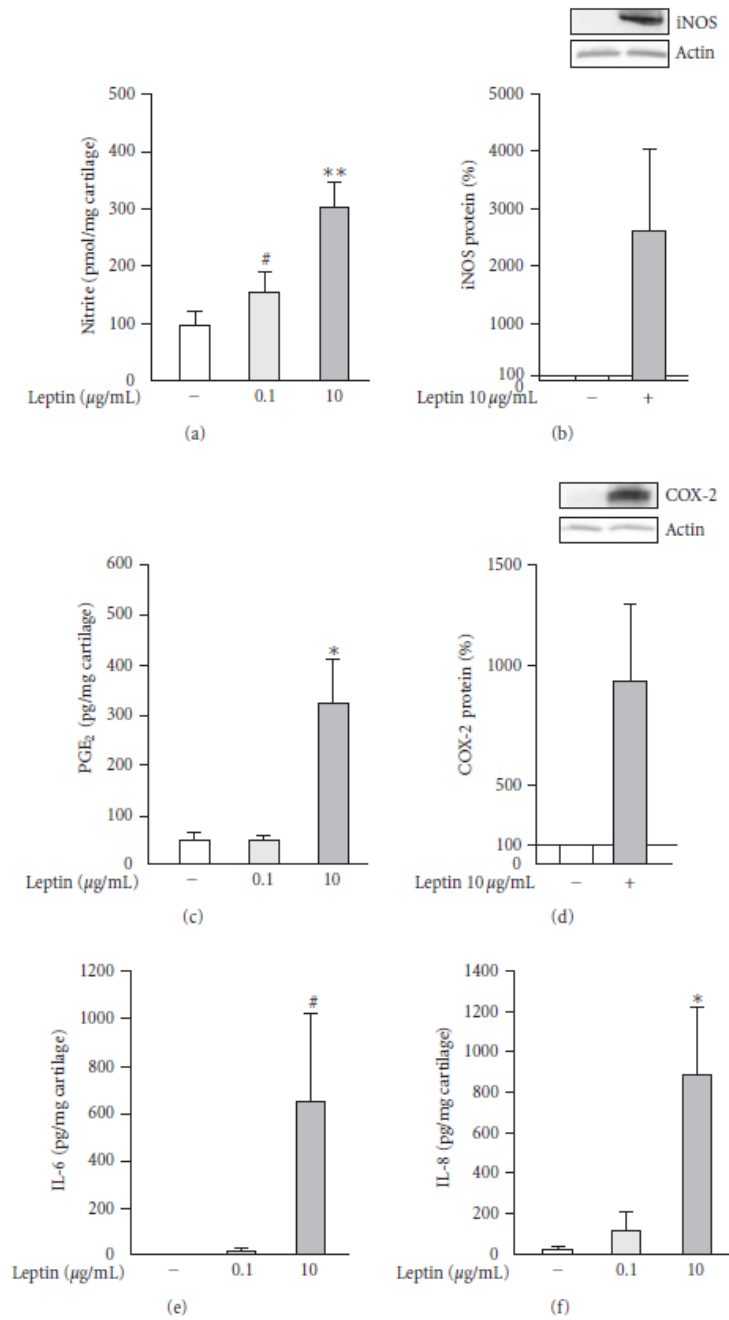 iNOS
Actin
500
400
300
200
100
0
Nitrite (pmol/mg cartilage)
#
**
Leptin (µg/mL) − 0.1 10
(a)
5000
4000
3000
2000
1000
100
0
iNOS protein (%)
Leptin 10 µg/mL − +
(b)
COX-2
Actin
600
500
400
300
200
100
0
PGE₂ (pg/mg cartilage)
*
Leptin (µg/mL) − 0.1 10
(c)
1500
1000
500
100
0
COX-2 protein (%)
Leptin 10 µg/mL − +
(d)
1200
1000
800
600
400
200
0
IL-6 (pg/mg cartilage)
#
Leptin (µg/mL) − 0.1 10
(e)
1400
1200
1000
800
600
400
200
0
IL-8 (pg/mg cartilage)
*
Leptin (µg/mL) − 0.1 10
(f)